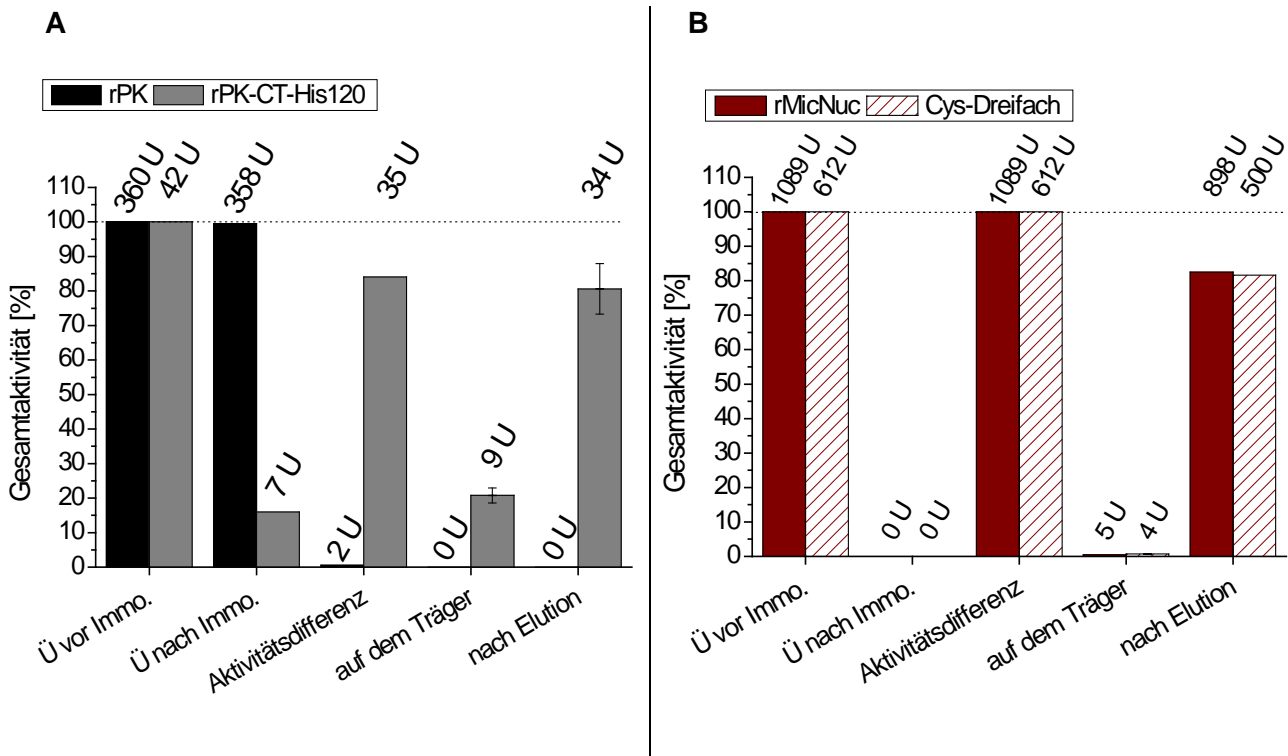 A
rPK rPK-CT-His120
360 U
42 U
358 U
7 U
2 U
35 U
0 U
9 U
0 U
34 U
Gesamtaktivität [%]
110
100
90
80
70
60
50
40
30
20
10
0
Ü vor Immo.
Ü nach Immo.
Aktivitätsdifferenz
auf dem Träger
nach Elution
B
rMicNuc Cys-Dreifach
1089 U
612 U
0 U
0 U
1089 U
612 U
5 U
4 U
898 U
500 U
Gesamtaktivität [%]
110
100
90
80
70
60
50
40
30
20
10
0
Ü vor Immo.
Ü nach Immo.
Aktivitätsdifferenz
auf dem Träger
nach Elution